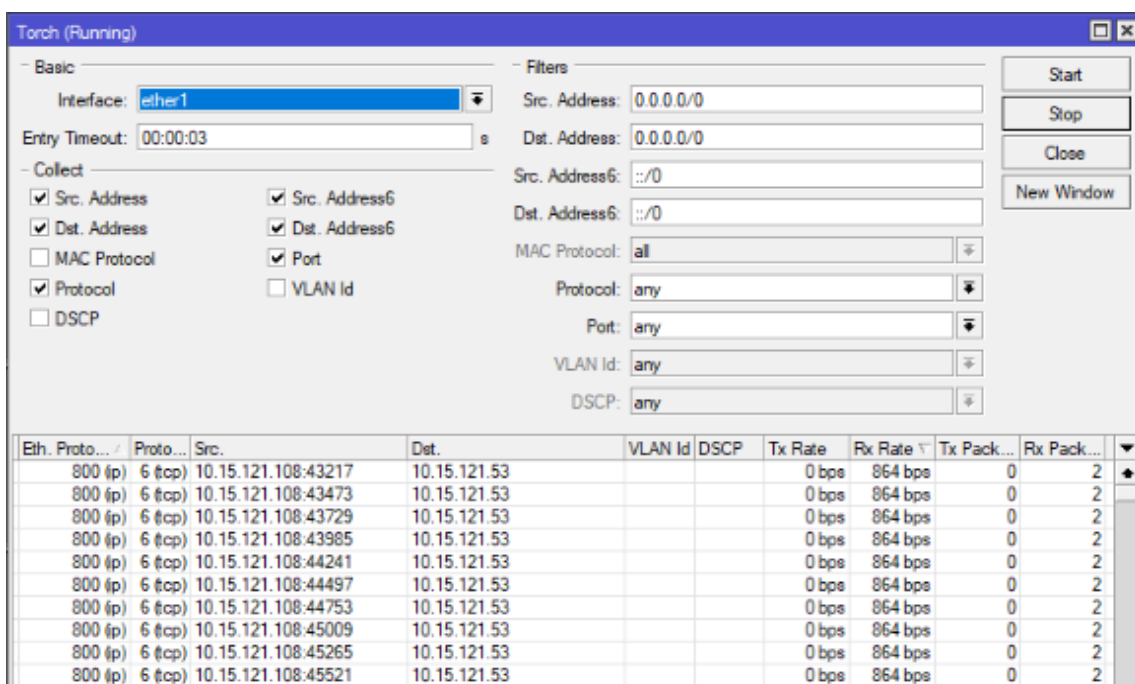 Torch (Running)
Basic
Interface: ether1
Entry Timeout: 00:00:03 s
Collect
Src. Address
Src. Address6
Dst. Address
Dst. Address6
MAC Protocol
Port
Protocol
VLAN Id
DSCP
Filters
Src. Address: 0.0.0.0/0
Dst. Address: 0.0.0.0/0
Src. Address6: ::/0
Dst. Address6: ::/0
MAC Protocol: all
Protocol: any
Port: any
VLAN Id: any
DSCP: any
Start
Stop
Close
New Window
Eth. Proto... Proto... Src. Dst. VLAN Id DSCP Tx Rate Rx Rate Tx Pack... Rx Pack...
800 (ip) 6 (tcp) 10.15.121.108:43217 10.15.121.53 0 bps 864 bps 0 2
800 (ip) 6 (tcp) 10.15.121.108:43473 10.15.121.53 0 bps 864 bps 0 2
800 (ip) 6 (tcp) 10.15.121.108:43729 10.15.121.53 0 bps 864 bps 0 2
800 (ip) 6 (tcp) 10.15.121.108:43985 10.15.121.53 0 bps 864 bps 0 2
800 (ip) 6 (tcp) 10.15.121.108:44241 10.15.121.53 0 bps 864 bps 0 2
800 (ip) 6 (tcp) 10.15.121.108:44497 10.15.121.53 0 bps 864 bps 0 2
800 (ip) 6 (tcp) 10.15.121.108:44753 10.15.121.53 0 bps 864 bps 0 2
800 (ip) 6 (tcp) 10.15.121.108:45009 10.15.121.53 0 bps 864 bps 0 2
800 (ip) 6 (tcp) 10.15.121.108:45265 10.15.121.53 0 bps 864 bps 0 2
800 (ip) 6 (tcp) 10.15.121.108:45521 10.15.121.53 0 bps 864 bps 0 2